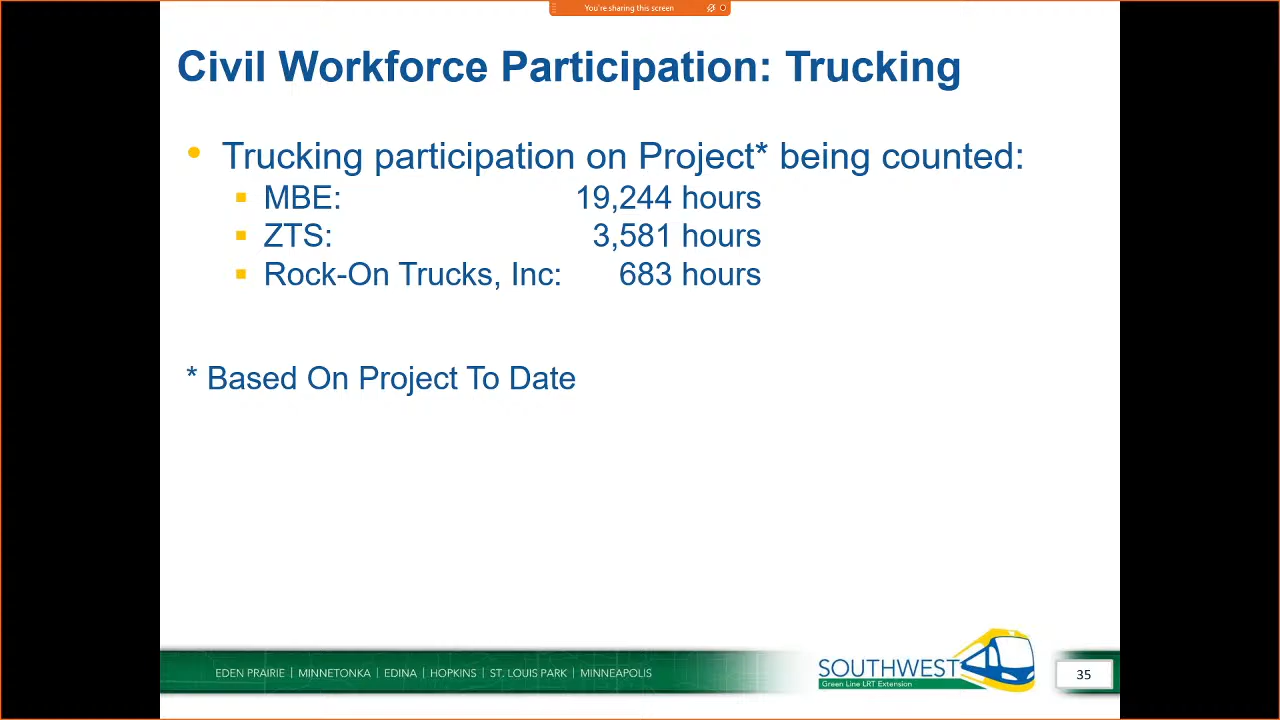 You're sharing this screen
Civil Workforce Participation: Trucking
• Trucking participation on Project* being counted:
▪ MBE: 19,244 hours
▪ ZTS: 3,581 hours
▪ Rock-On Trucks, Inc: 683 hours
* Based On Project To Date
EDEN PRAIRIE | MINNETONKA | EDINA | HOPKINS | ST. LOUIS PARK | MINNEAPOLIS
SOUTHWEST
Green Line LRT Extension
35